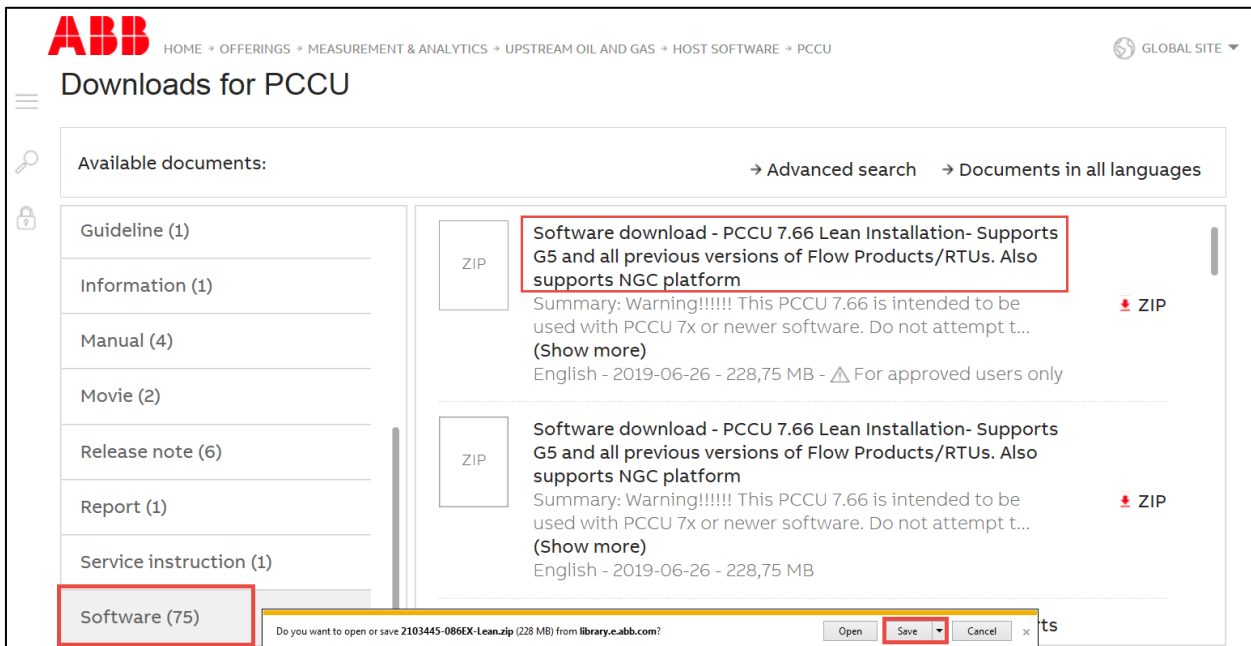 ABB
HOME → OFFERINGS → MEASUREMENT & ANALYTICS → UPSTREAM OIL AND GAS → HOST SOFTWARE → PCCU
GLOBAL SITE
Downloads for PCCU
Available documents:
→ Advanced search
→ Documents in all languages
Guideline (1)
Information (1)
Manual (4)
Movie (2)
Release note (6)
Report (1)
Service instruction (1)
Software (75)
ZIP
Software download - PCCU 7.66 Lean Installation- Supports
G5 and all previous versions of Flow Products/RTUs. Also
supports NGC platform
Summary: Warning!!!!!! This PCCU 7.66 is intended to be
used with PCCU 7x or newer software. Do not attempt t...
(Show more)
English - 2019-06-26 - 228,75 MB - ⚠ For approved users only
ZIP
ZIP
Software download - PCCU 7.66 Lean Installation- Supports
G5 and all previous versions of Flow Products/RTUs. Also
supports NGC platform
Summary: Warning!!!!!! This PCCU 7.66 is intended to be
used with PCCU 7x or newer software. Do not attempt t...
(Show more)
English - 2019-06-26 - 228,75 MB
ZIP
Do you want to open or save 2103445-086EX-Lean.zip (228 MB) from library.e.abb.com?
Open
Save
Cancel
×